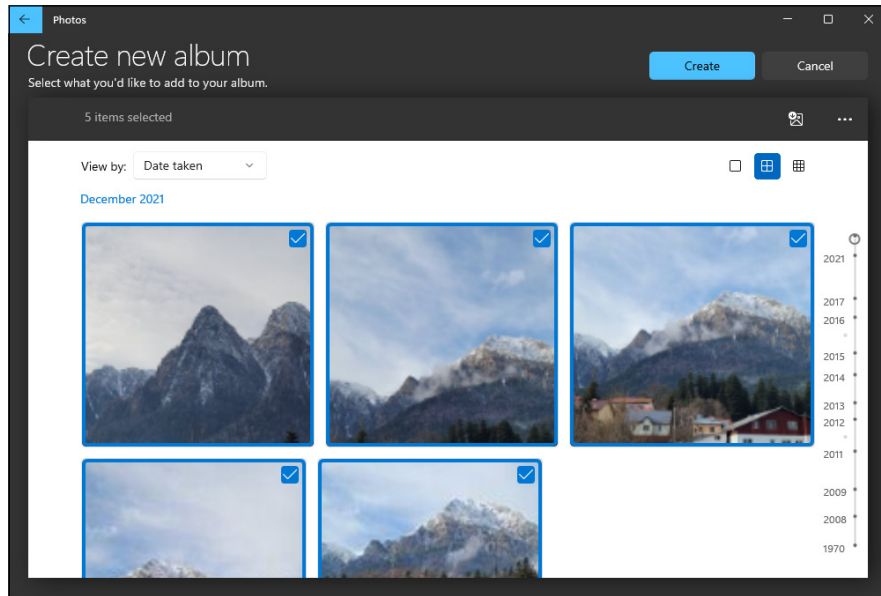 Photos
Create new album
Select what you'd like to add to your album.
Create
Cancel
5 items selected
View by:
Date taken
December 2021
2021
2017
2016
2015
2014
2013
2012
2011
2009
2008
1970